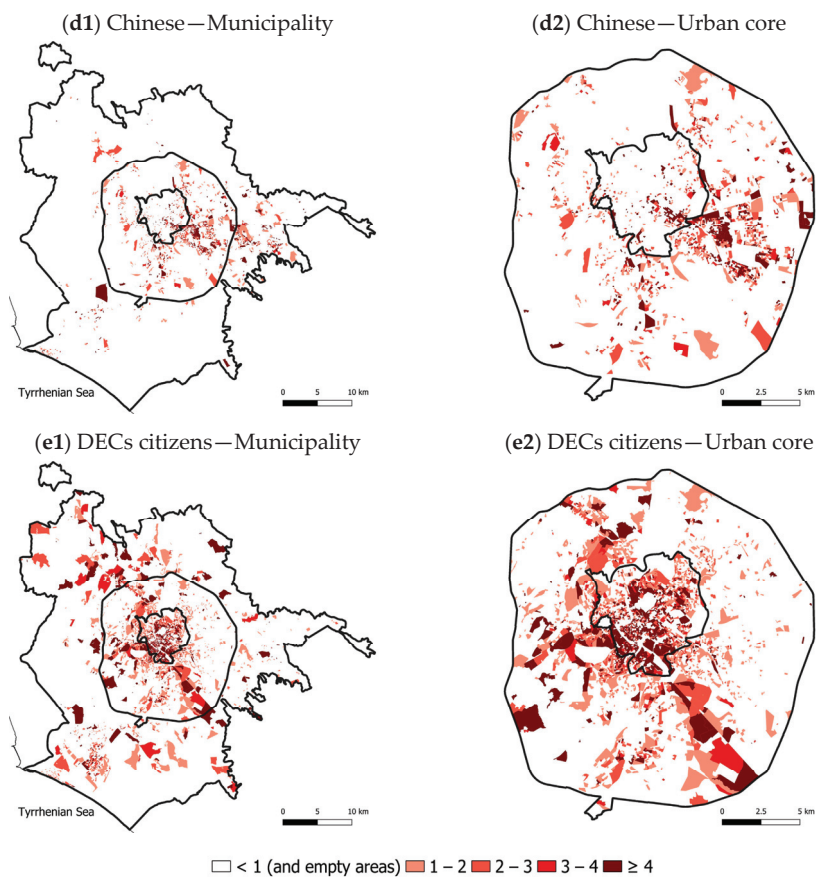 (d1) Chinese—Municipality
(d2) Chinese—Urban core
Tyrrhenian Sea
0 5 10 km
0 2.5 5 km
(e1) DECs citizens—Municipality
(e2) DECs citizens—Urban core
Tyrrhenian Sea
0 5 10 km
0 2.5 5 km
< 1 (and empty areas) 1 – 2 2 – 3 3 – 4 ≥ 4